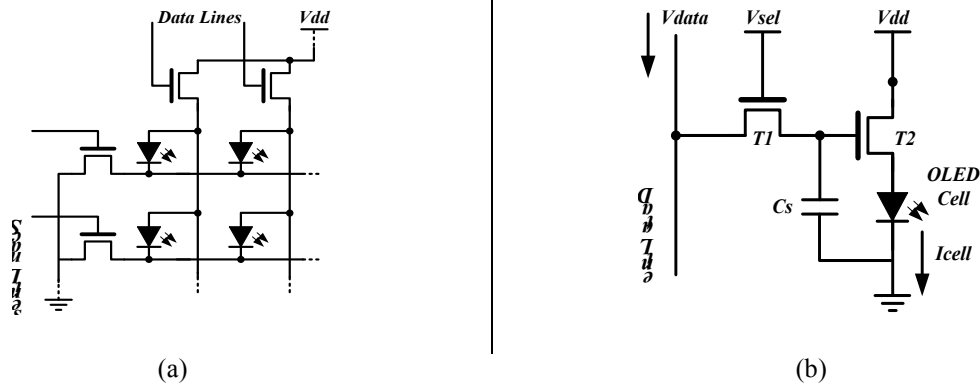 Data Lines
Vdd
Vdata
Vsel
Vdd
T1
T2
OLED
Cell
Cs
Icell
(a)
(b)